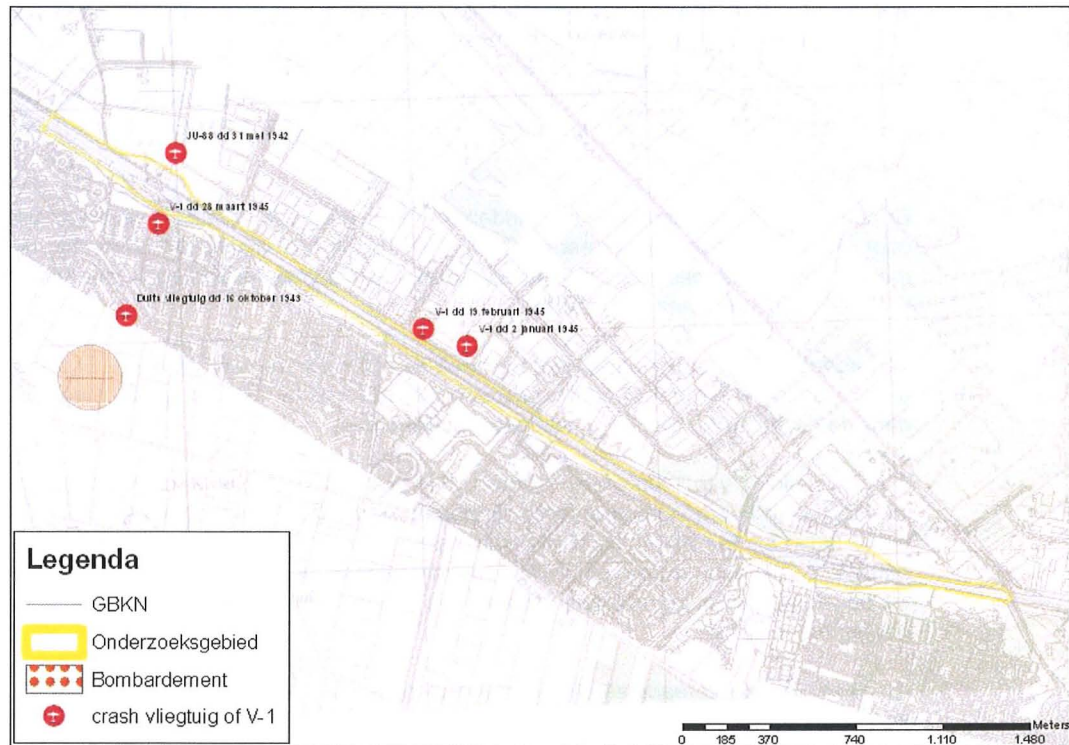 JU-88 dd 31 mei 1942
V-1 dd 28 maart 1945
Duits vliegtuig dd 16 oktober 1943
V-1 dd 19 februari 1945
V-1 dd 2 januari 1945
Legenda
GBKN
Onderzoeksgebied
Bombardement
crash vliegtuig of V-1
Meters
0 185 370 740 1.110 1.480